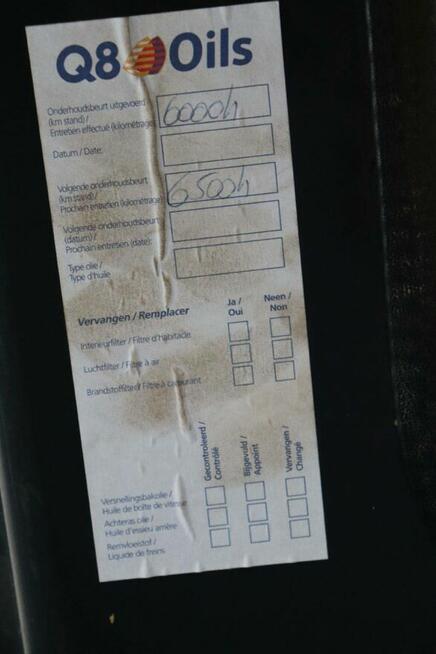 Q8 Oils
Onderhoudsbeurt uitgevoerd
(km stand) /
Entretien effectué (kilométrage)
6000h
Datum / Date:
Volgende onderhoudsbeurt
(km stand) /
Prochain entretien (kilométrage)
6500h
Volgende onderhoudsbeurt
(datum) /
Prochain entretien (date):
Type olie /
Type d'huile
Vervangen / Remplacer
Ja /
Oui
Neen /
Non
Interieurfilter / Filtre d'habitacle
Luchtfilter / Filtre à air
Brandstoffilter / Filtre à carburant
Gecontroleerd /
Contrôlé
Bijgevuld /
Appoint
Vervangen /
Changé
Versnellingsbakolie /
Huile de boîte de vitesse
Achteras olie /
Huile d'essieu arrière
Remvloeistof /
Liquide de freins